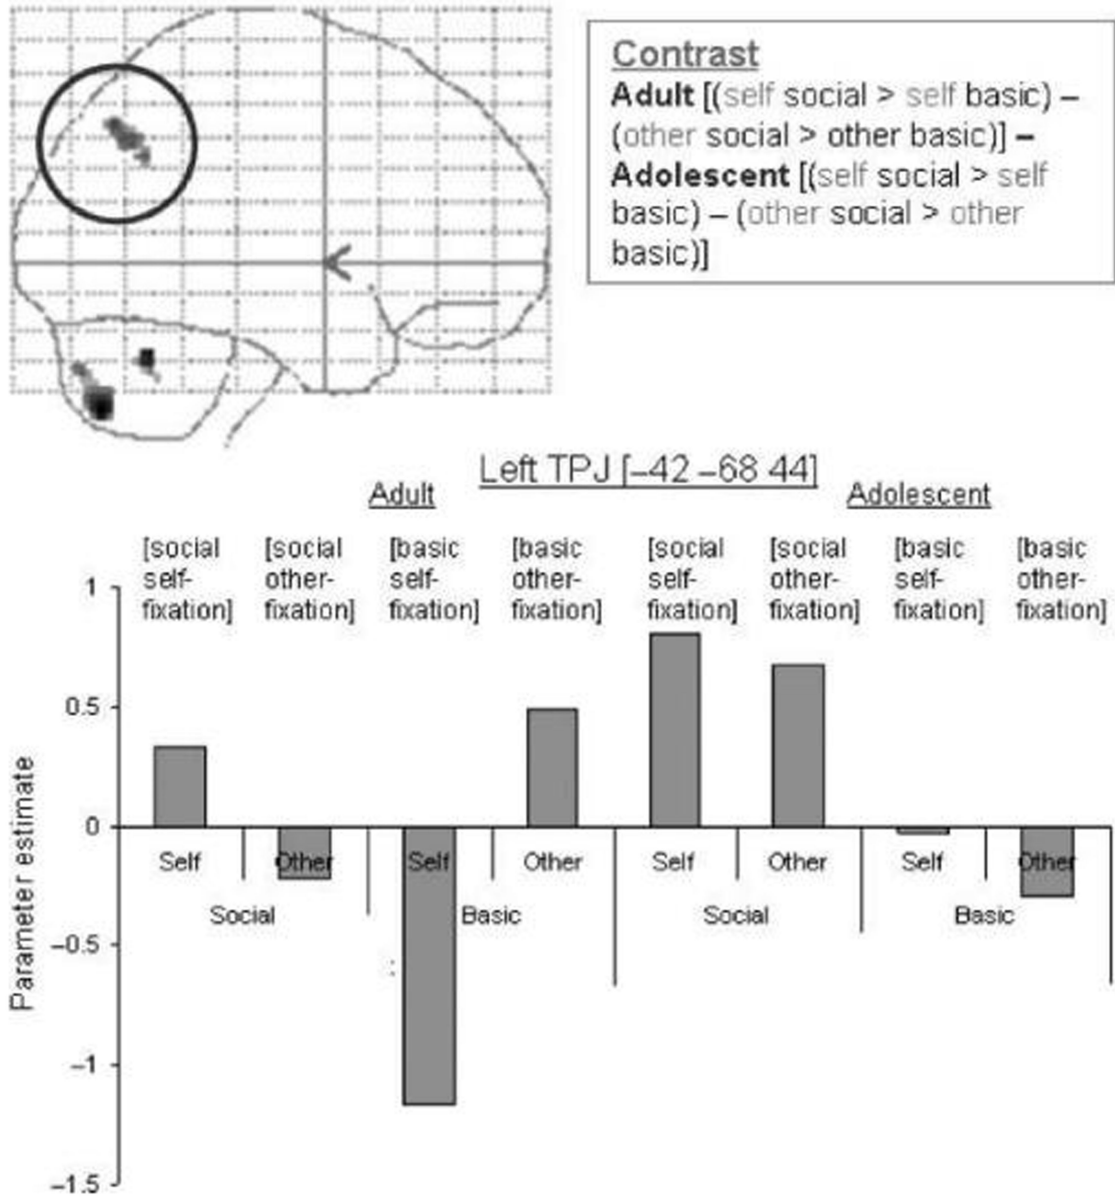 Contrast
Adult [(self social > self basic) –
(other social > other basic)] –
Adolescent [(self social > self
basic) – (other social > other
basic)]
Left TPJ [–42 –68 44]
Adult
Adolescent
[social self-fixation]
[social other-fixation]
[basic self-fixation]
[basic other-fixation]
[social self-fixation]
[social other-fixation]
[basic self-fixation]
[basic other-fixation]
Parameter estimate
1
0.5
0
–0.5
–1
–1.5
Self
Other
Self
Other
Self
Other
Self
Other
Social
Basic
Social
Basic